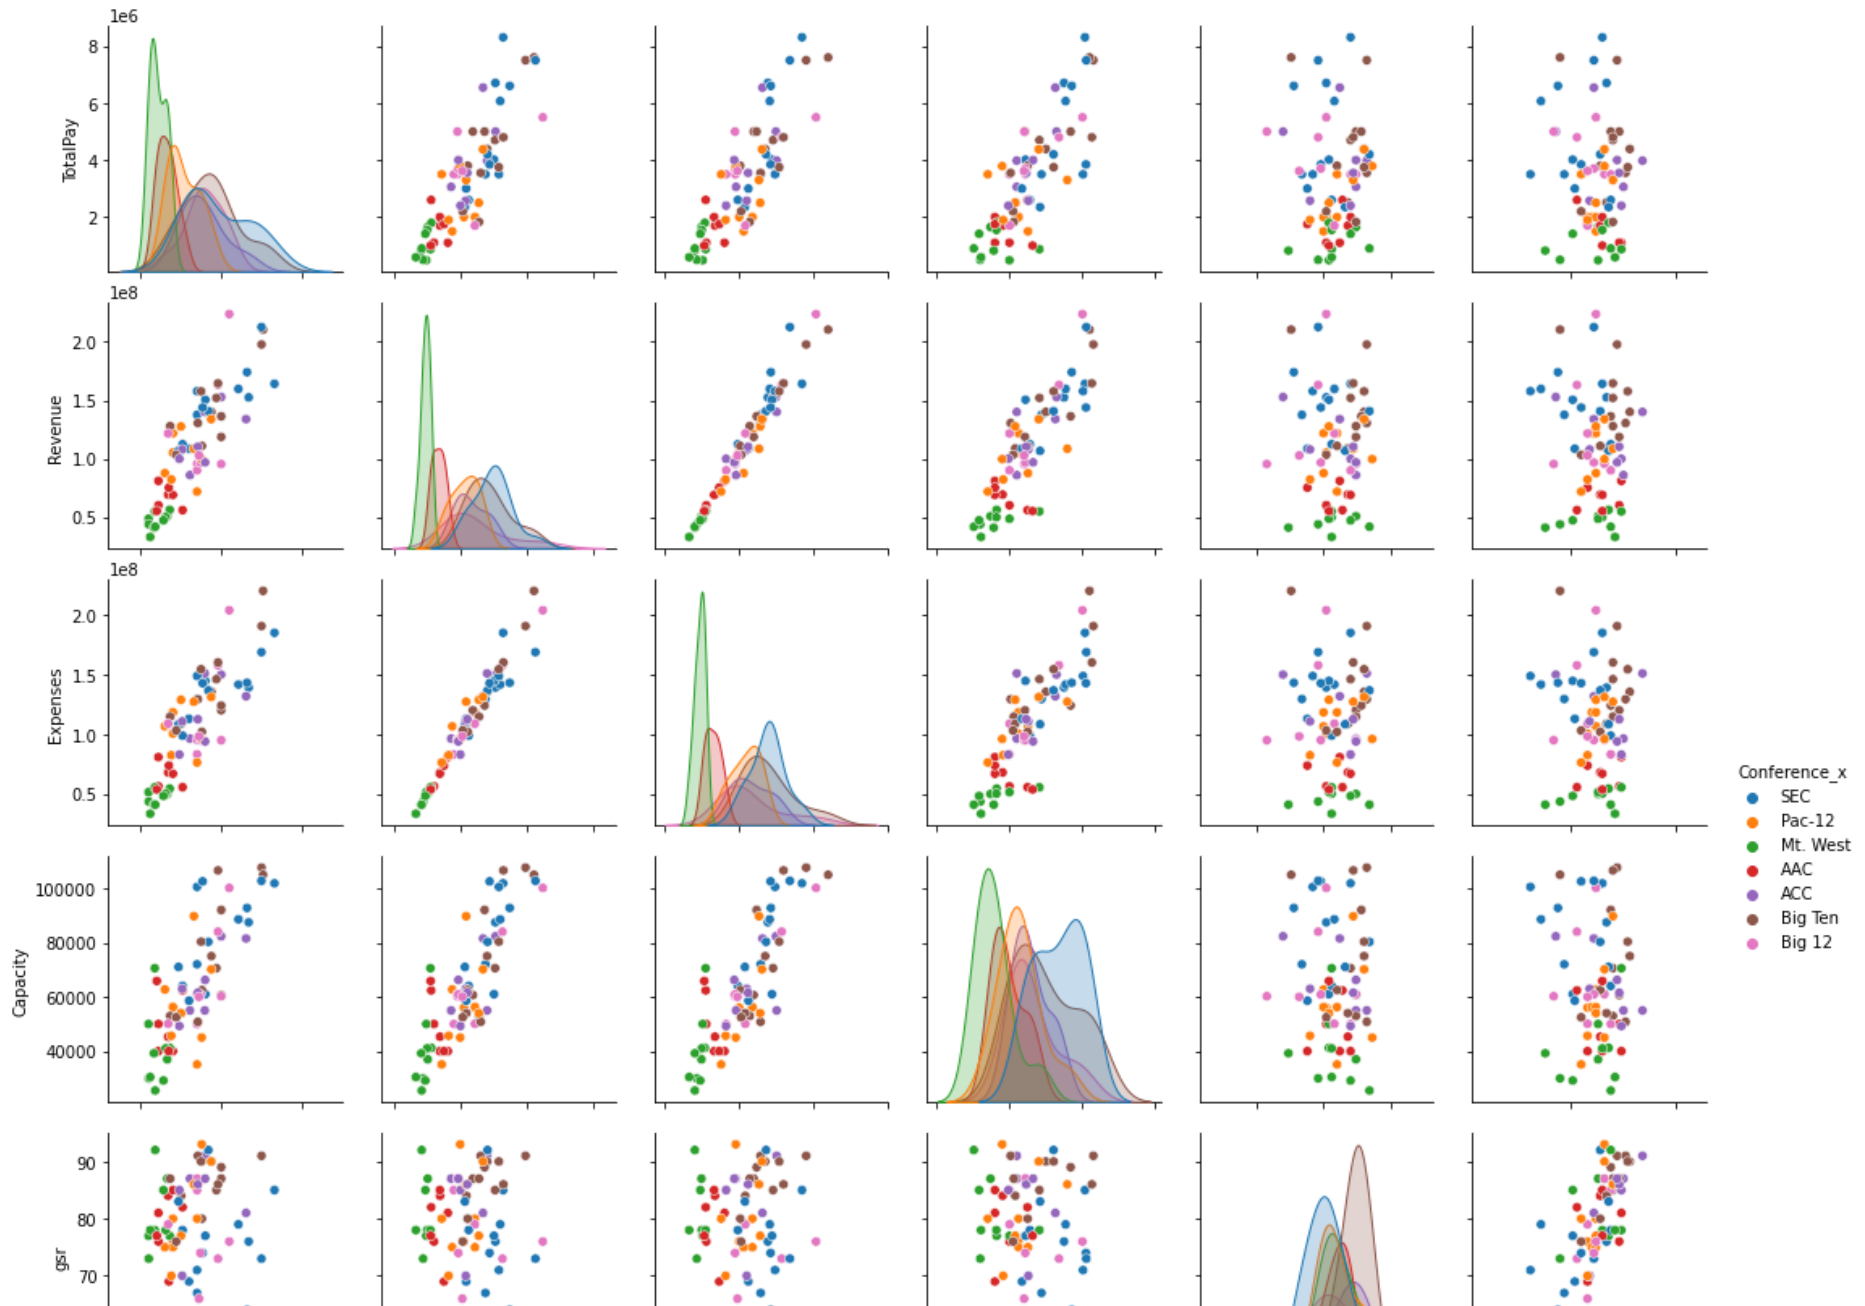 1e6
8
6
4
2
TotalPay
1e8
2.0
1.5
1.0
0.5
Revenue
1e8
2.0
1.5
1.0
0.5
Expenses
Conference_x
SEC
Pac-12
Mt. West
AAC
ACC
Big Ten
Big 12
100000
80000
60000
40000
Capacity
90
80
70
gsr